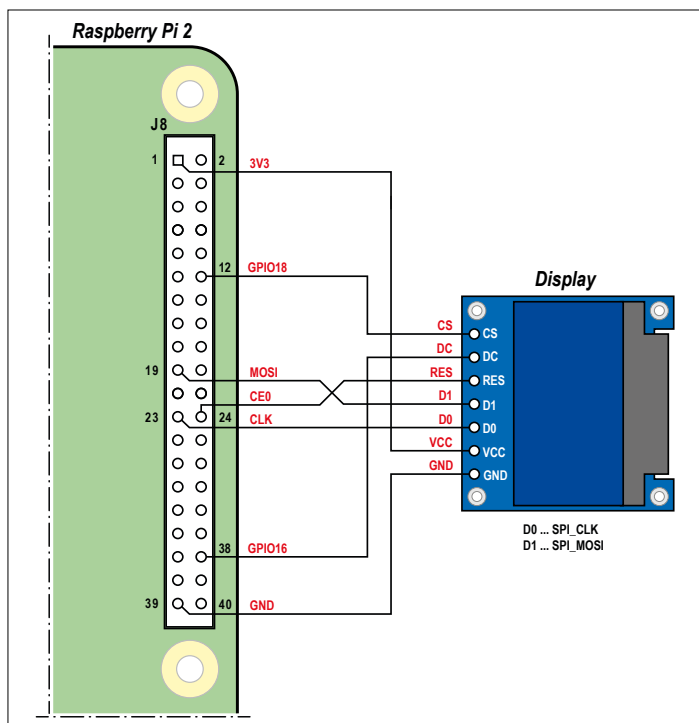 Raspberry Pi 2
J8
1
2
3V3
12
GPIO18
19
MOSI
CE0
23
24
CLK
38
GPIO16
39
40
GND
Display
CS
DC
RES
D1
D0
VCC
GND
CS
DC
RES
D1
D0
VCC
GND
D0 ... SPI_CLK
D1 ... SPI_MOSI